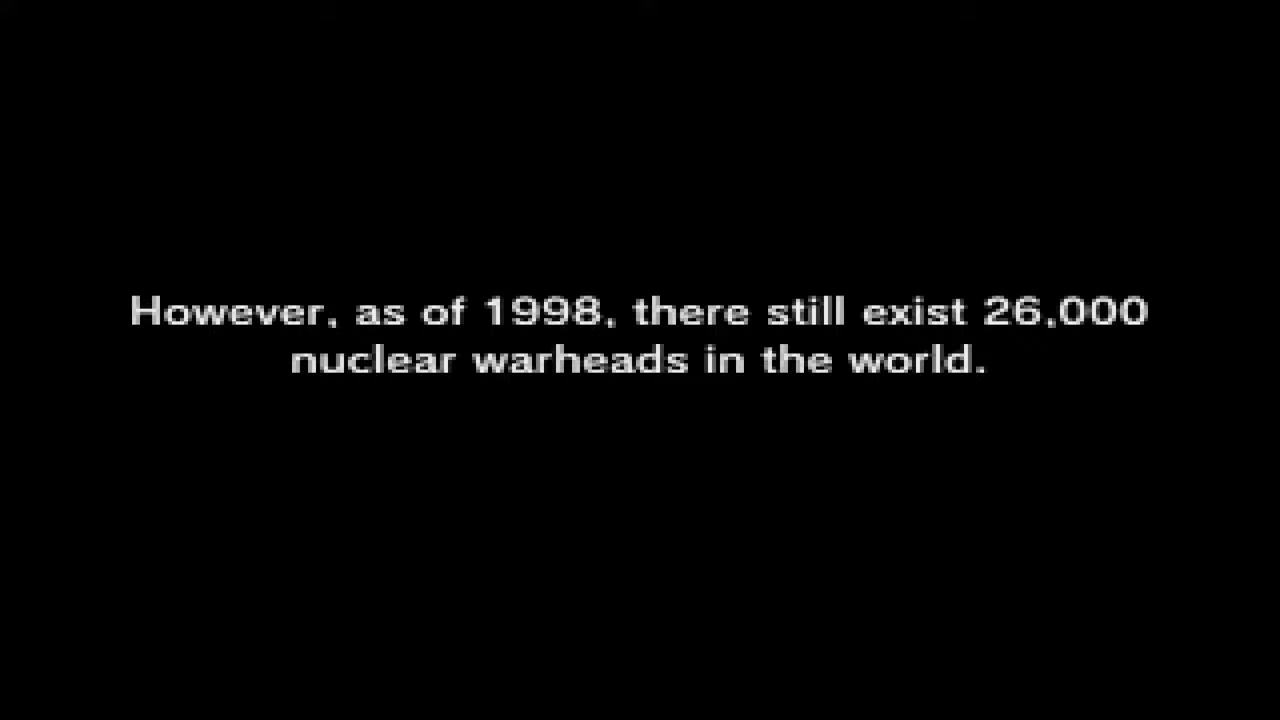 However, as of 1998, there still exist 26,000
nuclear warheads in the world.